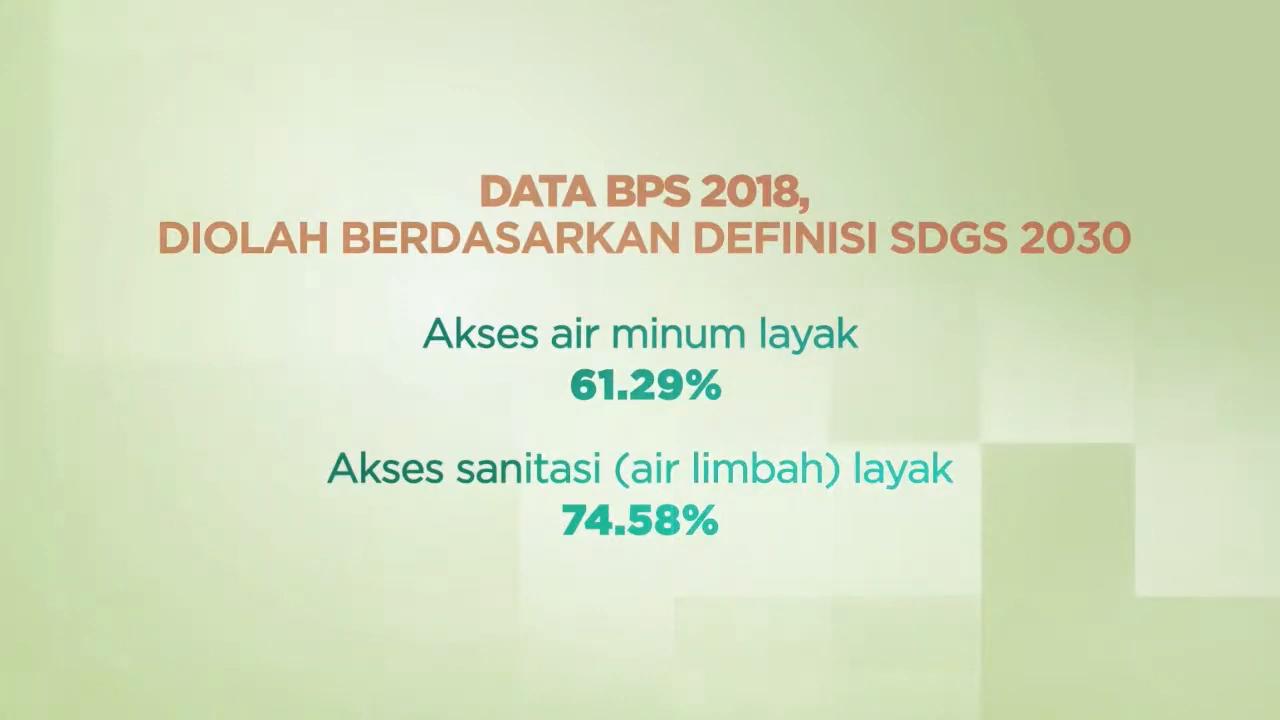 DATA BPS 2018,
DIOLAH BERDASARKAN DEFINISI SDGS 2030
Akses air minum layak
61.29%
Akses sanitasi (air limbah) layak
74.58%